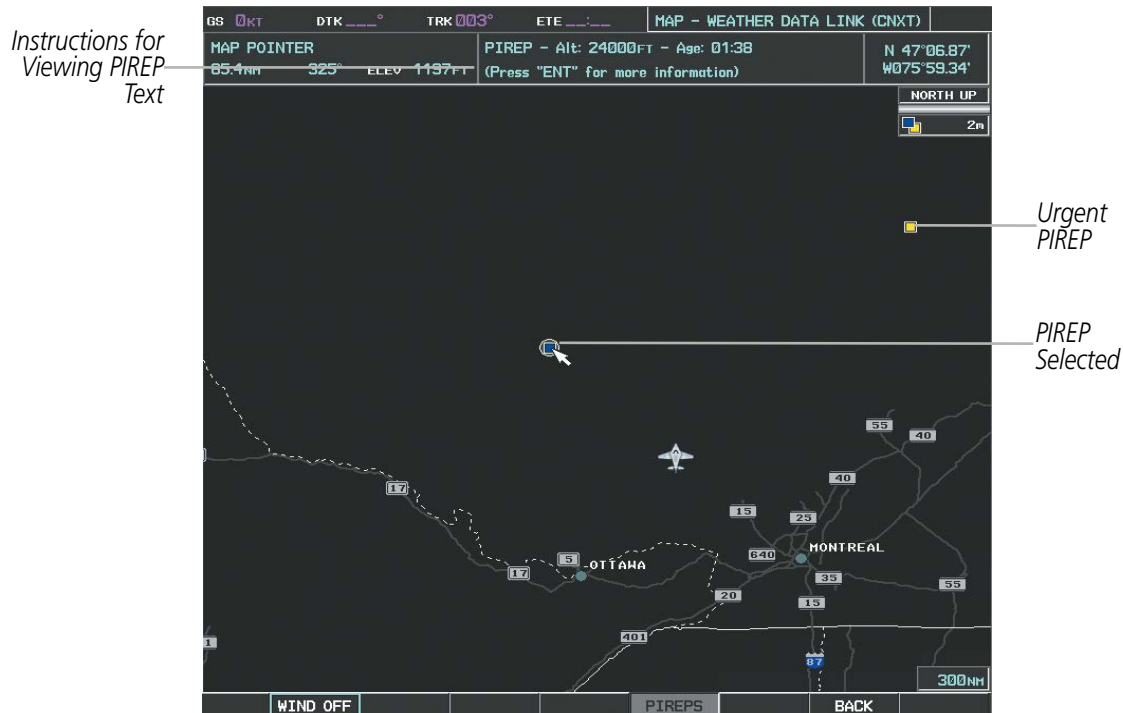 GS 0KT DTK ___° TRK 003° ETE __:__ MAP - WEATHER DATA LINK (CNXT)
Instructions for
Viewing PIREP
Text
MAP POINTER
85.4NM 325° ELEV 1197FT
PIREP - Alt: 24000FT - Age: 01:38
(Press "ENT" for more information)
N 47°06.87'
W075°59.34'
NORTH UP
2m
Urgent
PIREP
PIREP
Selected
55
40
17
40
15
25
MONTREAL
640
5
OTTAWA
17
35
55
20
15
401
1
87
300NM
WIND OFF PIREPS BACK